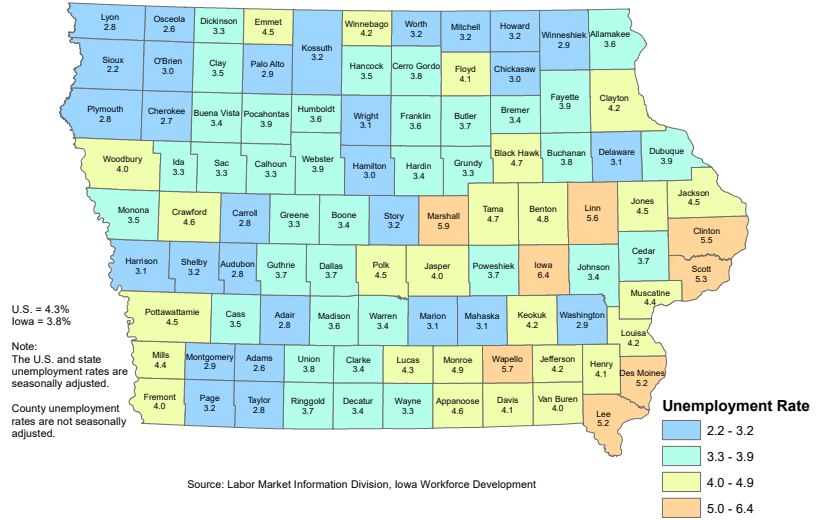 Lyon
2.8
Osceola
2.6
Dickinson
3.3
Emmet
4.5
Kossuth
3.2
Winnebago
4.2
Worth
3.2
Mitchell
3.2
Howard
3.2
Winneshiek
2.9
Allamakee
3.6
Sioux
2.2
O'Brien
3.0
Clay
3.5
Palo Alto
2.9
Hancock
3.5
Cerro Gordo
3.8
Floyd
4.1
Chickasaw
3.0
Fayette
3.9
Clayton
4.2
Plymouth
2.8
Cherokee
2.7
Buena Vista
3.4
Pocahontas
3.9
Humboldt
3.6
Wright
3.1
Franklin
3.6
Butler
3.7
Bremer
3.4
Woodbury
4.0
Ida
3.3
Sac
3.3
Calhoun
3.3
Webster
3.9
Hamilton
3.0
Hardin
3.4
Grundy
3.3
Black Hawk
4.7
Buchanan
3.8
Delaware
3.1
Dubuque
3.9
Monona
3.5
Crawford
4.6
Carroll
2.8
Greene
3.3
Boone
3.4
Story
3.2
Marshall
5.9
Tama
4.7
Benton
4.8
Linn
5.6
Jones
4.5
Jackson
4.5
Clinton
5.5
Harrison
3.1
Shelby
3.2
Audubon
2.8
Guthrie
3.7
Dallas
3.7
Polk
4.5
Jasper
4.0
Poweshiek
3.7
Iowa
6.4
Johnson
3.4
Cedar
3.7
Scott
5.3
Muscatine
4.4
Pottawattamie
4.5
Cass
3.5
Adair
2.8
Madison
3.6
Warren
3.4
Marion
3.1
Mahaska
3.1
Keokuk
4.2
Washington
2.9
Louisa
4.2
Mills
4.4
Montgomery
2.9
Adams
2.6
Union
3.8
Clarke
3.4
Lucas
4.3
Monroe
4.9
Wapello
5.7
Jefferson
4.2
Henry
4.1
Des Moines
5.2
Fremont
4.0
Page
3.2
Taylor
2.8
Ringgold
3.7
Decatur
3.4
Wayne
3.3
Appanoose
4.6
Davis
4.1
Van Buren
4.0
Lee
5.2
U.S. = 4.3%
Iowa = 3.8%
Note:
The U.S. and state
unemployment rates are
seasonally adjusted.
County unemployment
rates are not seasonally
adjusted.
Unemployment Rate
2.2 - 3.2
3.3 - 3.9
4.0 - 4.9
5.0 - 6.4
Source: Labor Market Information Division, Iowa Workforce Development